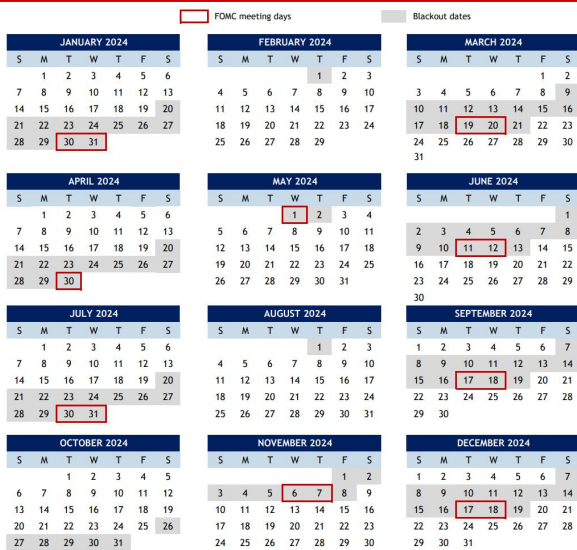 FOMC meeting days Blackout dates
JANUARY 2024 FEBRUARY 2024 MARCH 2024
S M T W T F S S M T W T F S S M T W T F S
1 2 3 4 5 6 1 2 3 1 2
7 8 9 10 11 12 13 4 5 6 7 8 9 10 3 4 5 6 7 8 9
14 15 16 17 18 19 20 11 12 13 14 15 16 17 10 11 12 13 14 15 16
21 22 23 24 25 26 27 18 19 20 21 22 23 24 17 18 19 20 21 22 23
28 29 30 31 25 26 27 28 29 24 25 26 27 28 29 30
31
APRIL 2024 MAY 2024 JUNE 2024
S M T W T F S S M T W T F S S M T W T F S
1 2 3 4 5 6 1 2 3 4 1
7 8 9 10 11 12 13 5 6 7 8 9 10 11 2 3 4 5 6 7 8
14 15 16 17 18 19 20 12 13 14 15 16 17 18 9 10 11 12 13 14 15
21 22 23 24 25 26 27 19 20 21 22 23 24 25 16 17 18 19 20 21 22
28 29 30 26 27 28 29 30 31 23 24 25 26 27 28 29
30
JULY 2024 AUGUST 2024 SEPTEMBER 2024
S M T W T F S S M T W T F S S M T W T F S
1 2 3 4 5 6 1 2 3 1 2 3 4 5 6 7
7 8 9 10 11 12 13 4 5 6 7 8 9 10 8 9 10 11 12 13 14
14 15 16 17 18 19 20 11 12 13 14 15 16 17 15 16 17 18 19 20 21
21 22 23 24 25 26 27 18 19 20 21 22 23 24 22 23 24 25 26 27 28
28 29 30 31 25 26 27 28 29 30 31 29 30
OCTOBER 2024 NOVEMBER 2024 DECEMBER 2024
S M T W T F S S M T W T F S S M T W T F S
1 2 3 4 5 1 2 1 2 3 4 5 6 7
6 7 8 9 10 11 12 3 4 5 6 7 8 9 8 9 10 11 12 13 14
13 14 15 16 17 18 19 10 11 12 13 14 15 16 15 16 17 18 19 20 21
20 21 22 23 24 25 26 17 18 19 20 21 22 23 22 23 24 25 26 27 28
27 28 29 30 31 24 25 26 27 28 29 30 29 30 31